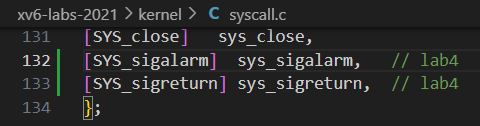 xv6-labs-2021 > kernel > syscall.c
131 [SYS_close]   sys_close,
132 [SYS_sigalarm]  sys_sigalarm,   // lab4
133 [SYS_sigreturn] sys_sigreturn,  // lab4
134 };